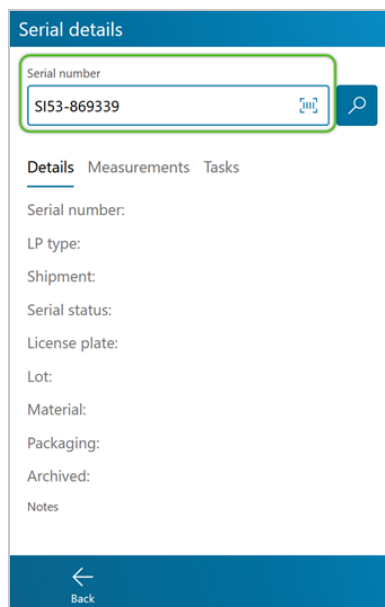 Serial details
Serial number
SI53-869339
Details Measurements Tasks
Serial number:
LP type:
Shipment:
Serial status:
License plate:
Lot:
Material:
Packaging:
Archived:
Notes
Back